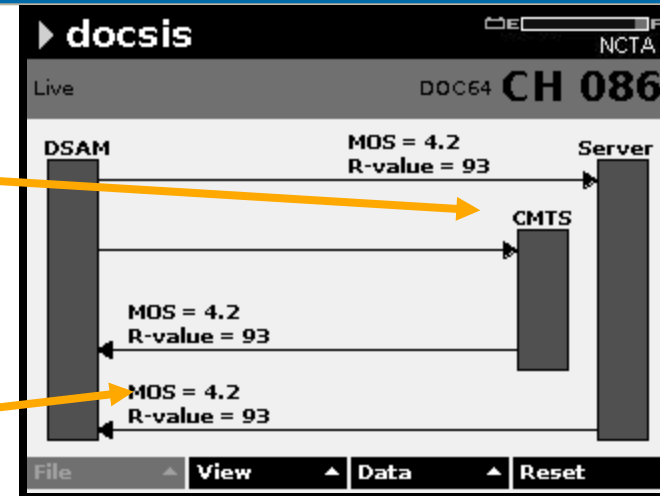 docsis
E F
NCTA
Live
DOC64 CH 086
DSAM
MOS = 4.2
R-value = 93
Server
CMTS
MOS = 4.2
R-value = 93
MOS = 4.2
R-value = 93
File View Data Reset